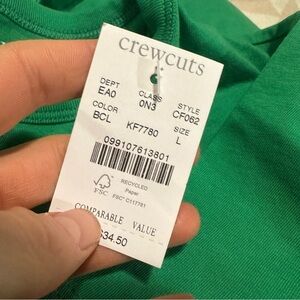 crewcuts
DEPT CLASS STYLE
EA0 0N3 CF062
COLOR SIZE
BCL KF7780 L
099107613801
FSC
RECYCLED
Paper
FSC® C117781
COMPARABLE VALUE
$34.50